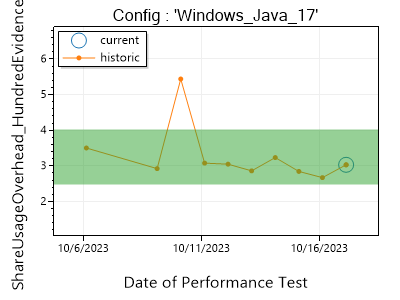 Config : 'Windows_Java_17'
current
historic
ShareUsageOverhead_HundredEvidence
6
5
4
3
2
10/6/2023
10/11/2023
10/16/2023
Date of Performance Test